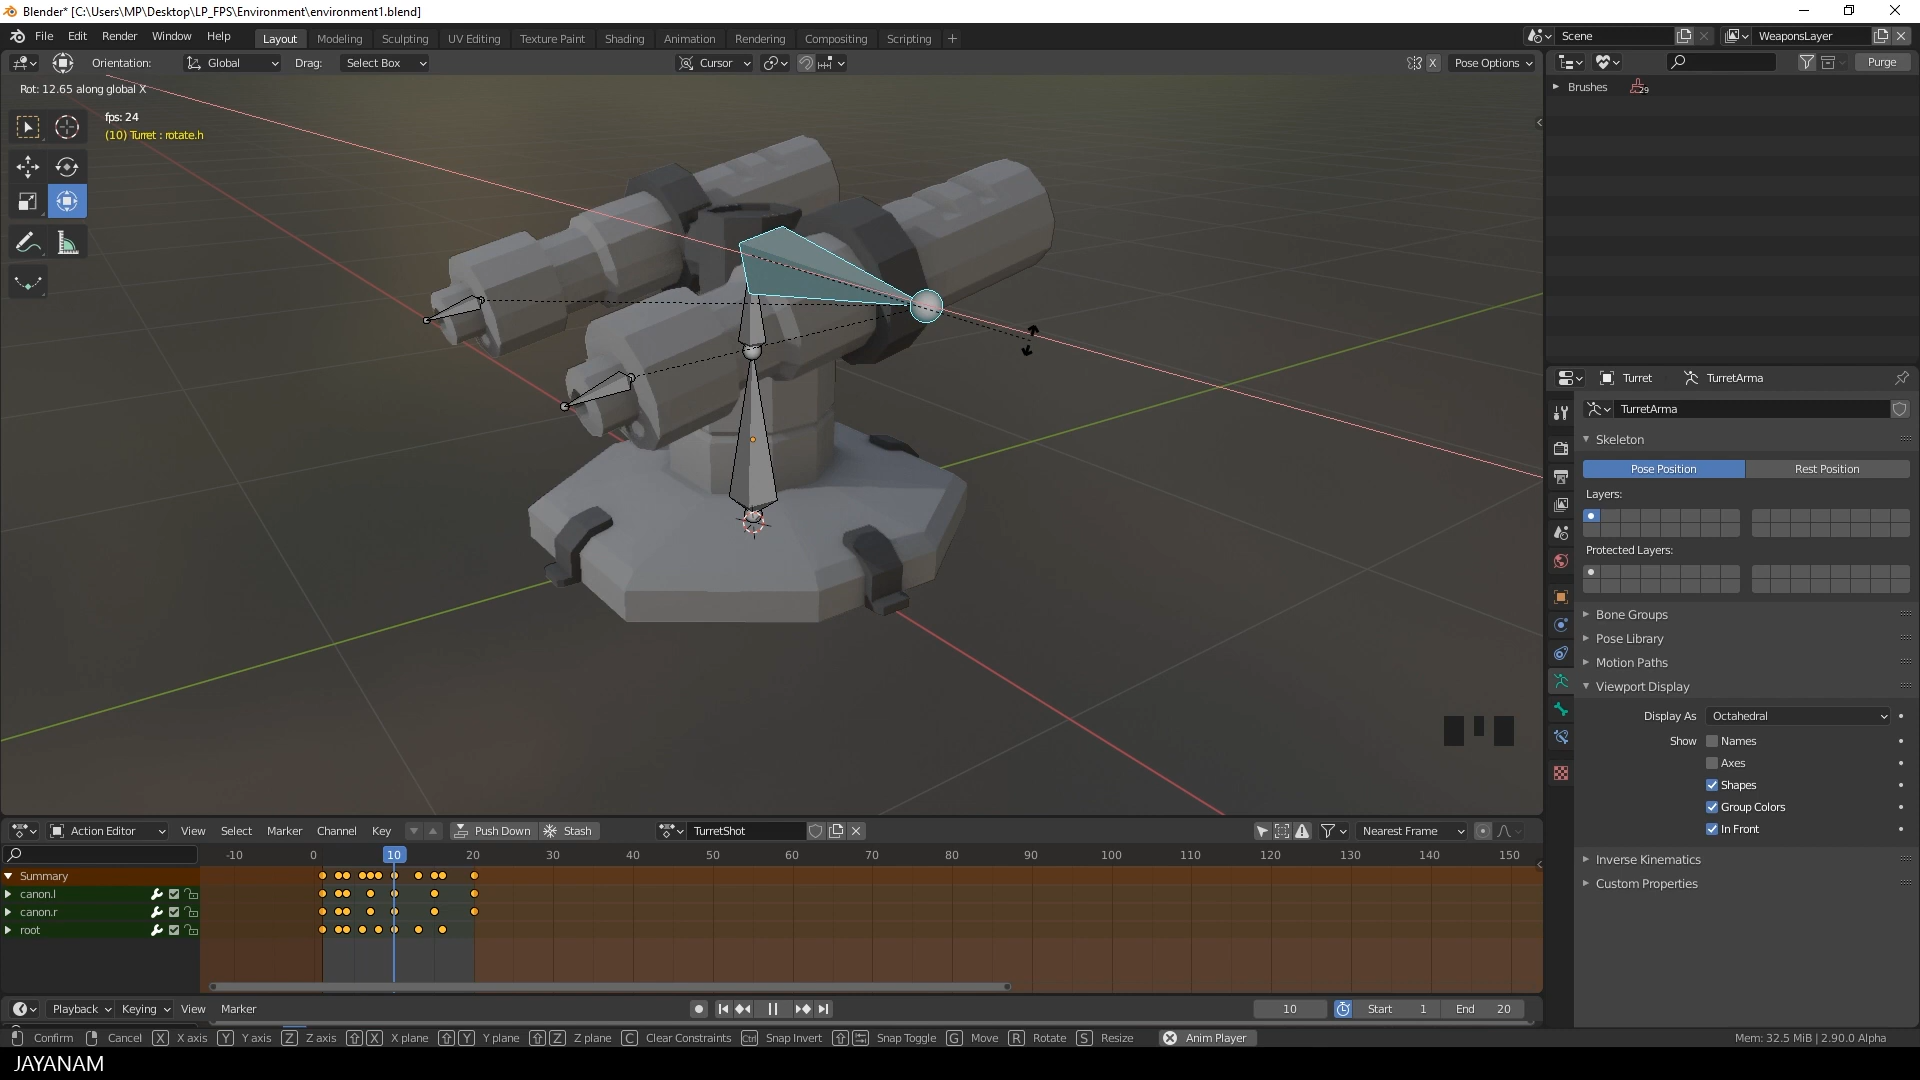 Blender* [C:\Users\MP\Desktop\LP_FPS\Environment\environment1.blend]
File Edit Render Window Help Layout Modeling Sculpting UV Editing Texture Paint Shading Animation Rendering Compositing Scripting + Scene WeaponsLayer
Orientation: Global Drag: Select Box Cursor X Pose Options Purge
Rot: 12.65 along global X
Brushes 29
fps: 24
(10) Turret : rotate.h
Turret TurretArma
TurretArma
Skeleton
Pose Position Rest Position
Layers:
Protected Layers:
Bone Groups
Pose Library
Motion Paths
Viewport Display
Display As Octahedral
Show Names
Axes
Shapes
Group Colors
In Front
Inverse Kinematics
Custom Properties
Action Editor View Select Marker Channel Key Push Down Stash TurretShot Nearest Frame
-10 0 10 20 30 40 50 60 70 80 90 100 110 120 130 140 150
Summary
canon.l
canon.r
root
Playback Keying View Marker 10 Start 1 End 20
Confirm Cancel X X axis Y Y axis Z Z axis X X plane Y Y plane Z Z plane C Clear Constraints Ctrl Snap Invert Snap Toggle G Move R Rotate S Resize Anim Player Mem: 32.5 MiB | 2.90.0 Alpha
JAYANAM